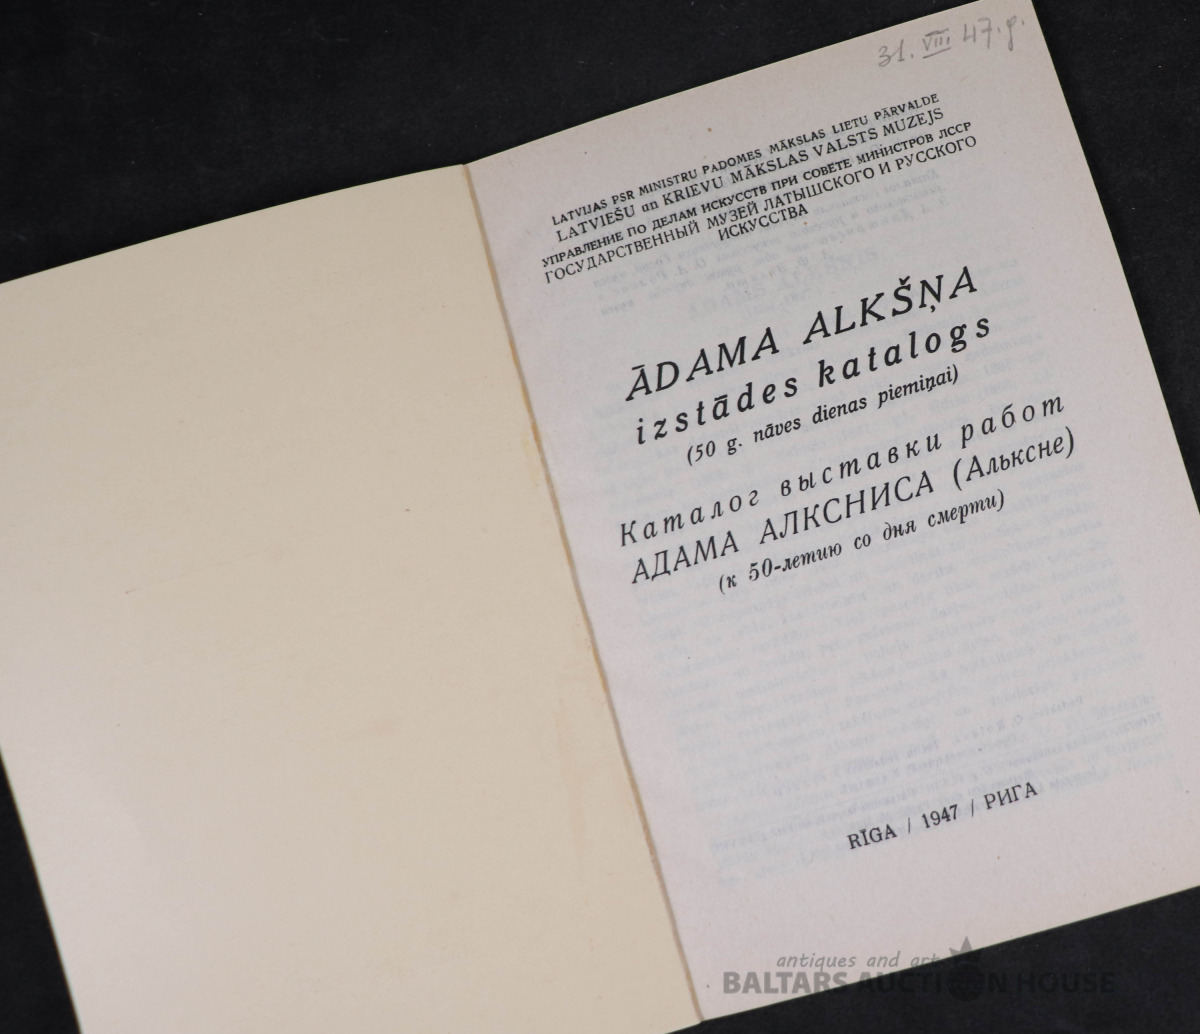 31. VIII 47. g.
LATVIJAS PSR MINISTRU PADOMES MĀKSLAS LIETU PĀRVALDE
LATVIEŠU un KRIEVU MĀKSLAS VALSTS MUZEJS
УПРАВЛЕНИЕ ПО ДЕЛАМ ИСКУССТВ ПРИ СОВЕТЕ МИНИСТРОВ ЛССР
ГОСУДАРСТВЕННЫЙ МУЗЕЙ ЛАТЫШСКОГО И РУССКОГО
ИСКУССТВА
ĀDAMA ALKŠŅA
izstādes katalogs
(50 g. nāves dienas piemiņai)
Каталог выставки работ
АДАМА АЛКСНИСА (Альксне)
(к 50-летию со дня смерти)
RĪGA / 1947 / РИГА
antiques and art
BALTARS AUCTION HOUSE